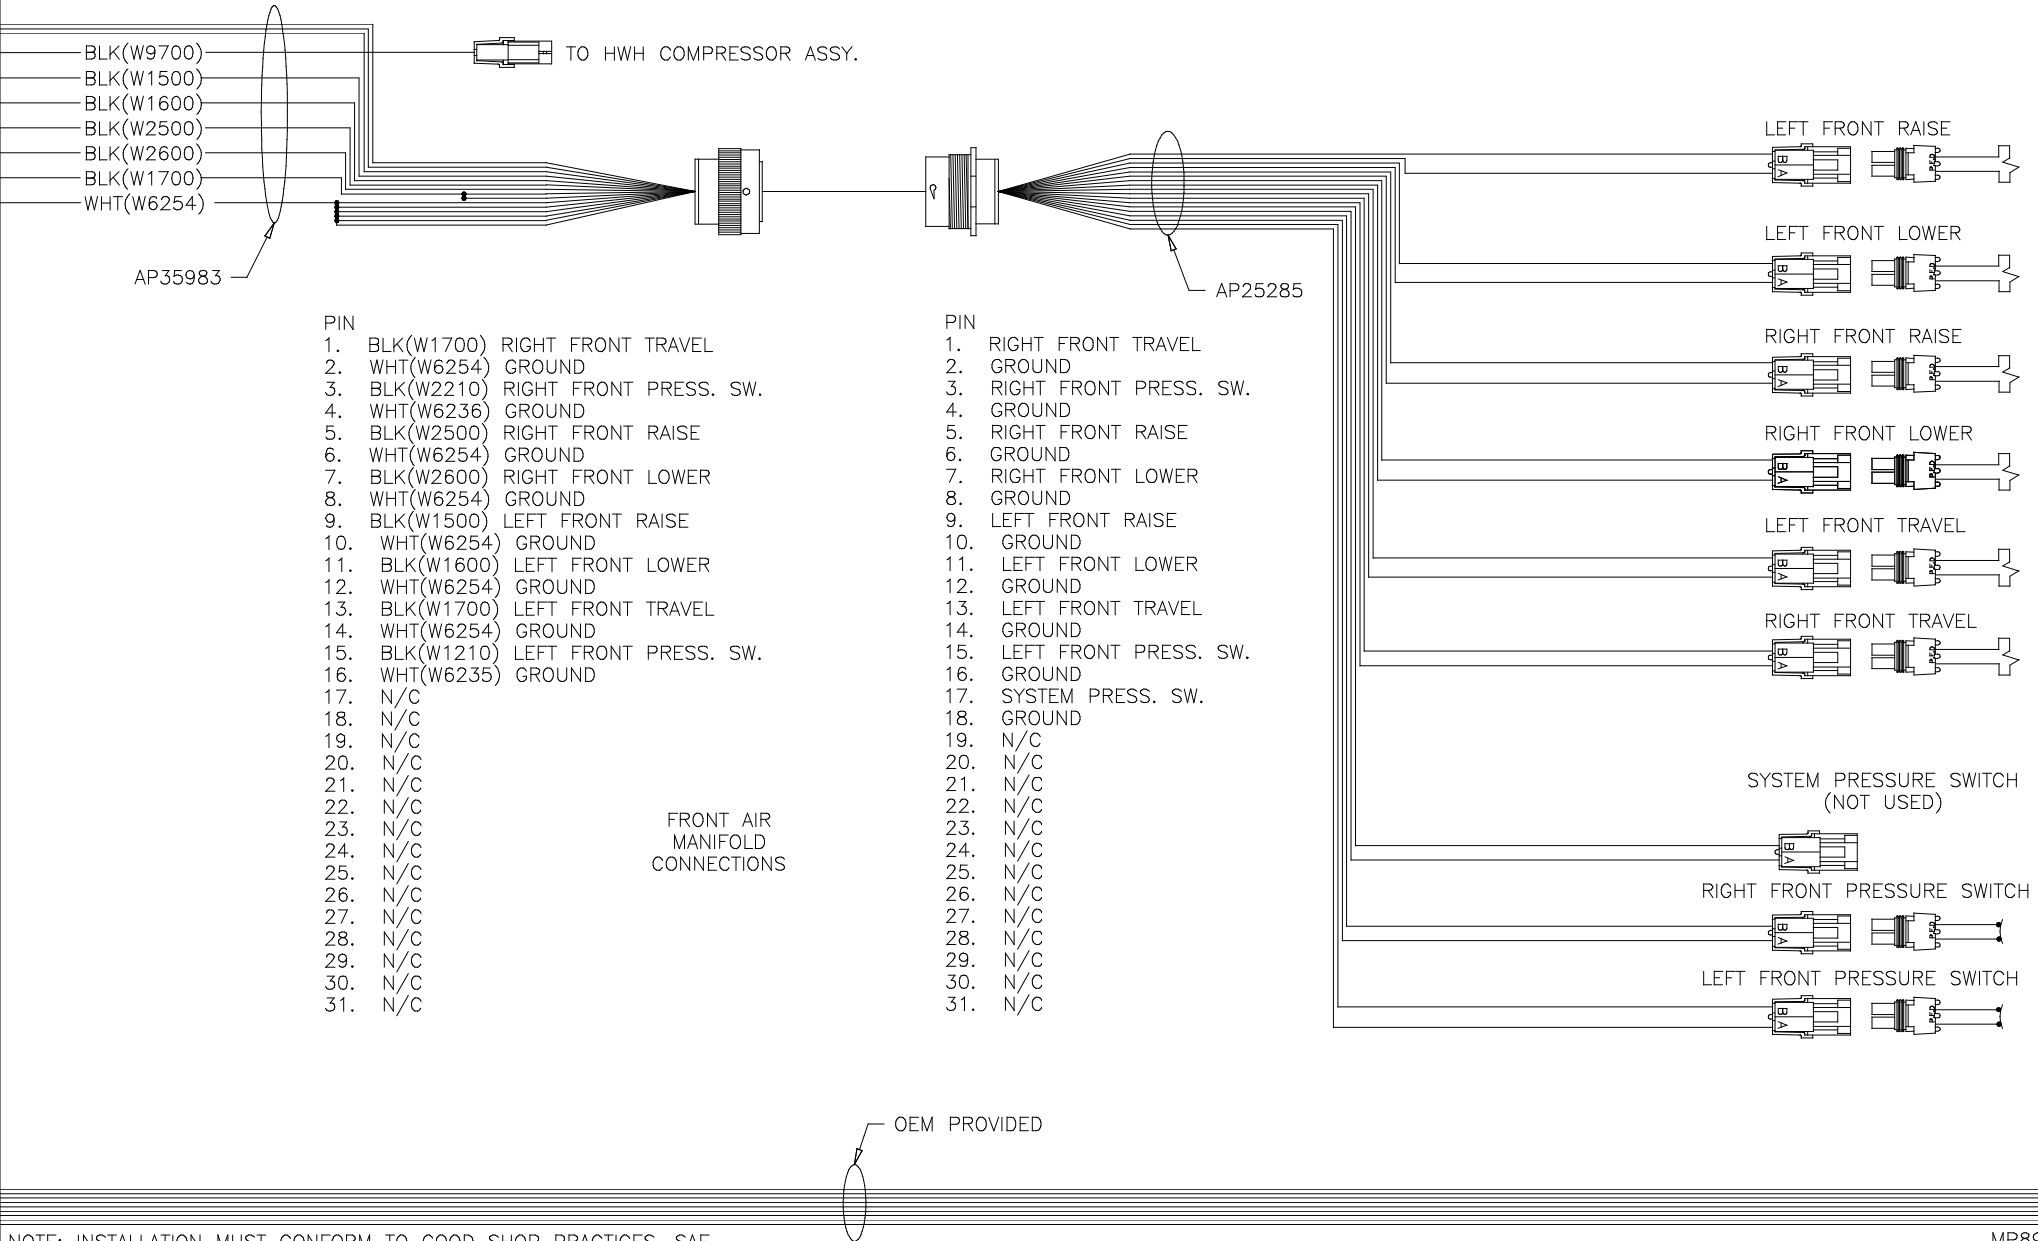 BLK(W9700)
TO HWH COMPRESSOR ASSY.
BLK(W1500)
BLK(W1600)
BLK(W2500)
BLK(W2600)
BLK(W1700)
WHT(W6254)
AP35983
AP25285
PIN
1. BLK(W1700) RIGHT FRONT TRAVEL
2. WHT(W6254) GROUND
3. BLK(W2210) RIGHT FRONT PRESS. SW.
4. WHT(W6236) GROUND
5. BLK(W2500) RIGHT FRONT RAISE
6. WHT(W6254) GROUND
7. BLK(W2600) RIGHT FRONT LOWER
8. WHT(W6254) GROUND
9. BLK(W1500) LEFT FRONT RAISE
10. WHT(W6254) GROUND
11. BLK(W1600) LEFT FRONT LOWER
12. WHT(W6254) GROUND
13. BLK(W1700) LEFT FRONT TRAVEL
14. WHT(W6254) GROUND
15. BLK(W1210) LEFT FRONT PRESS. SW.
16. WHT(W6235) GROUND
17. N/C
18. N/C
19. N/C
20. N/C
21. N/C
22. N/C
23. N/C
24. N/C
25. N/C
26. N/C
27. N/C
28. N/C
29. N/C
30. N/C
31. N/C
FRONT AIR
MANIFOLD
CONNECTIONS
PIN
1. RIGHT FRONT TRAVEL
2. GROUND
3. RIGHT FRONT PRESS. SW.
4. GROUND
5. RIGHT FRONT RAISE
6. GROUND
7. RIGHT FRONT LOWER
8. GROUND
9. LEFT FRONT RAISE
10. GROUND
11. LEFT FRONT LOWER
12. GROUND
13. LEFT FRONT TRAVEL
14. GROUND
15. LEFT FRONT PRESS. SW.
16. GROUND
17. SYSTEM PRESS. SW.
18. GROUND
19. N/C
20. N/C
21. N/C
22. N/C
23. N/C
24. N/C
25. N/C
26. N/C
27. N/C
28. N/C
29. N/C
30. N/C
31. N/C
LEFT FRONT RAISE
B
A
LEFT FRONT LOWER
B
A
RIGHT FRONT RAISE
B
A
RIGHT FRONT LOWER
B
A
LEFT FRONT TRAVEL
B
A
RIGHT FRONT TRAVEL
B
A
SYSTEM PRESSURE SWITCH
(NOT USED)
B
A
RIGHT FRONT PRESSURE SWITCH
B
A
LEFT FRONT PRESSURE SWITCH
B
A
OEM PROVIDED
NOTE: INSTALLATION MUST CONFORM TO GOOD SHOP PRACTICES, SAE
MP89